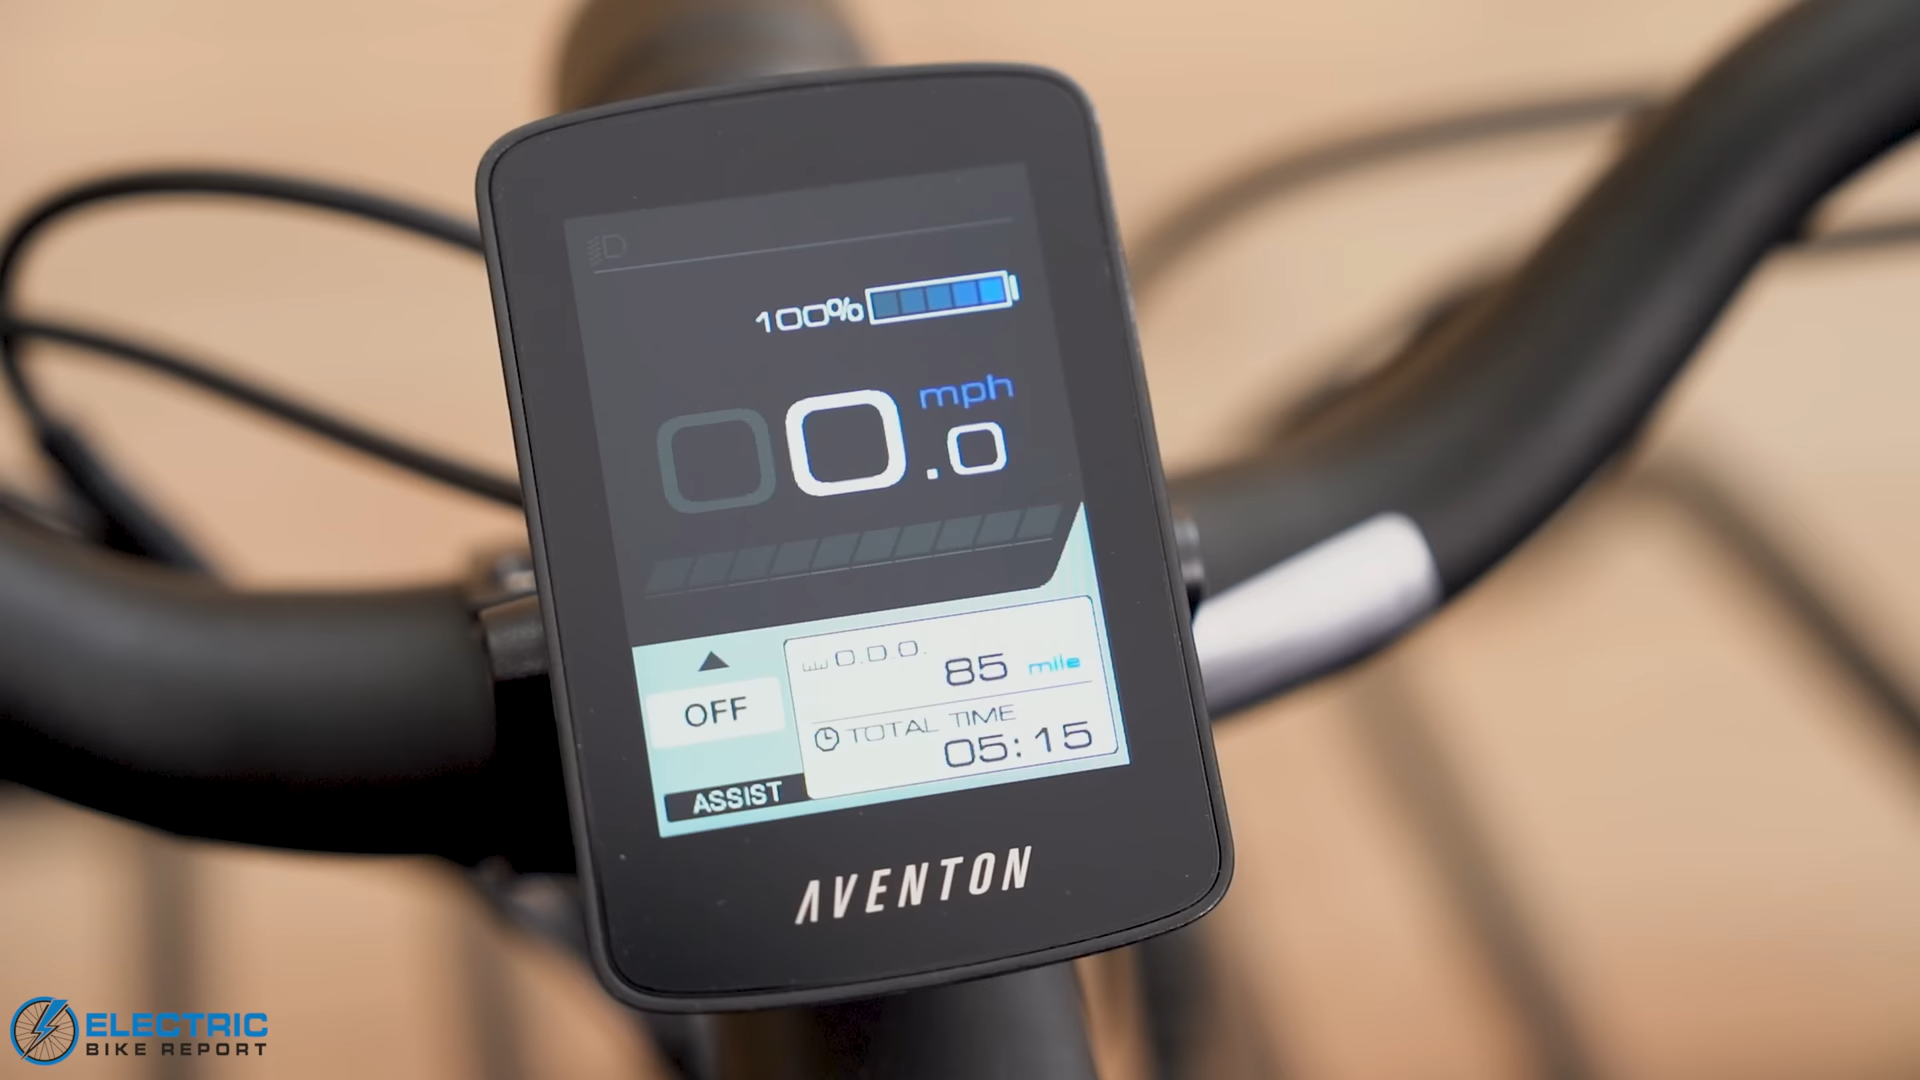 100%
mph
00.0
OFF
ASSIST
O.D.O.
85 mile
TOTAL TIME
05:15
AVENTON
ELECTRIC
BIKE REPORT